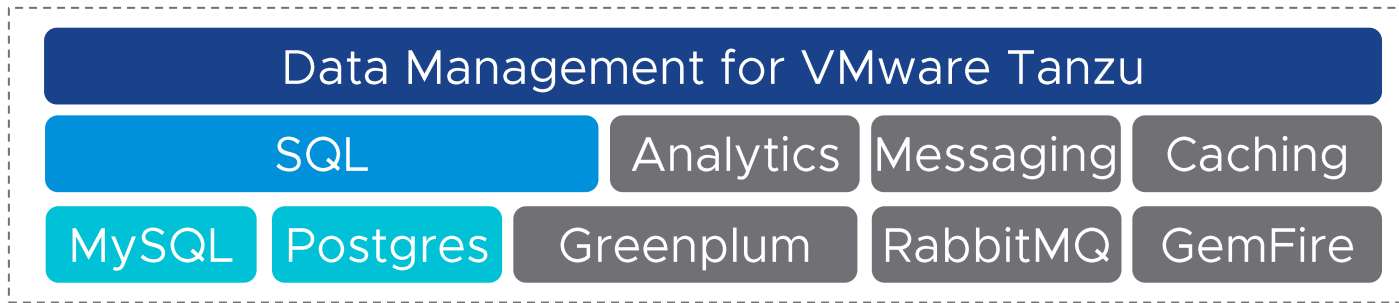 Data Management for VMware Tanzu
SQL Analytics Messaging Caching
MySQL Postgres Greenplum RabbitMQ GemFire